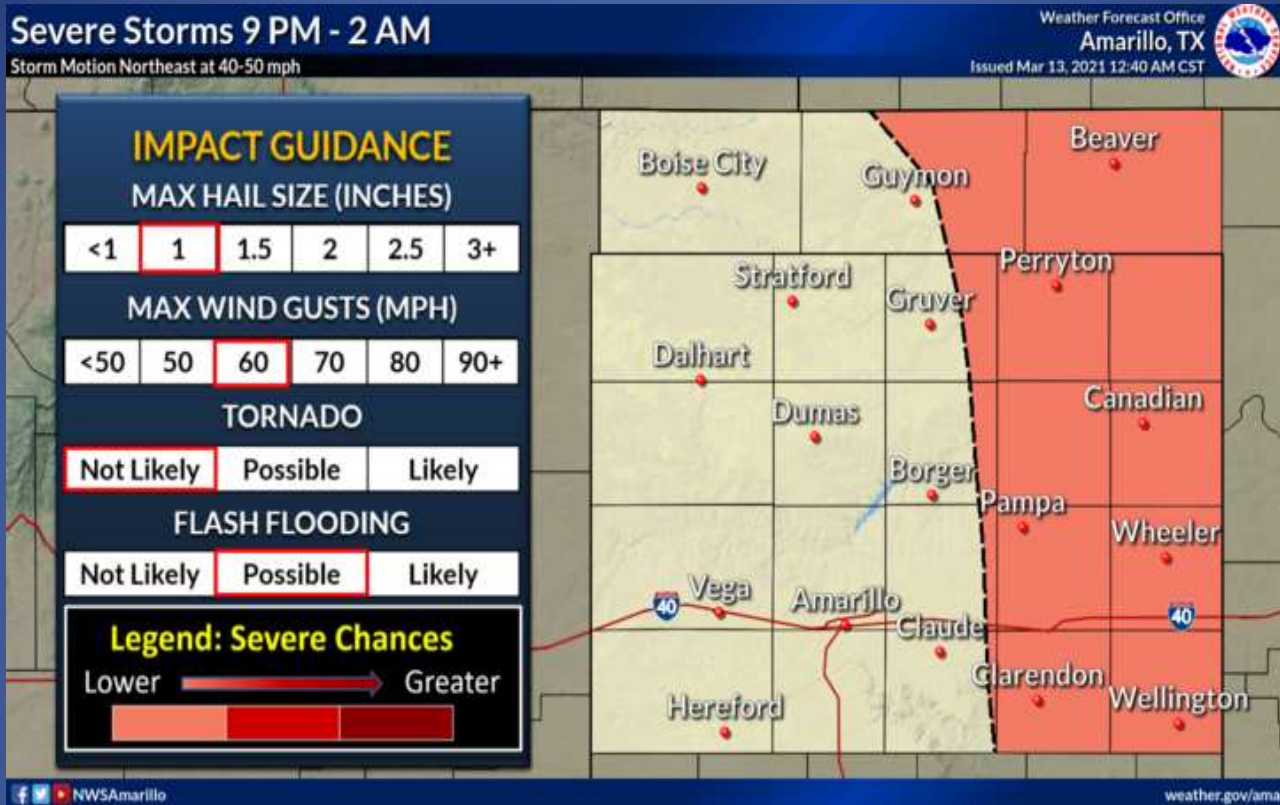 Severe Storms 9 PM - 2 AM
Storm Motion Northeast at 40-50 mph
Weather Forecast Office
Amarillo, TX
Issued Mar 13, 2021 12:40 AM CST
IMPACT GUIDANCE
MAX HAIL SIZE (INCHES)
<1 1 1.5 2 2.5 3+
MAX WIND GUSTS (MPH)
<50 50 60 70 80 90+
TORNADO
Not Likely Possible Likely
FLASH FLOODING
Not Likely Possible Likely
Legend: Severe Chances
Lower Greater
Beaver
Boise City
Guymon
Perryton
Stratford
Gruver
Dalhart
Canadian
Dumas
Borger
Pampa
Wheeler
Vega
40
Amarillo
40
Claude
Clarendon
Wellington
Hereford
NWSAmarillo
weather.gov/ama